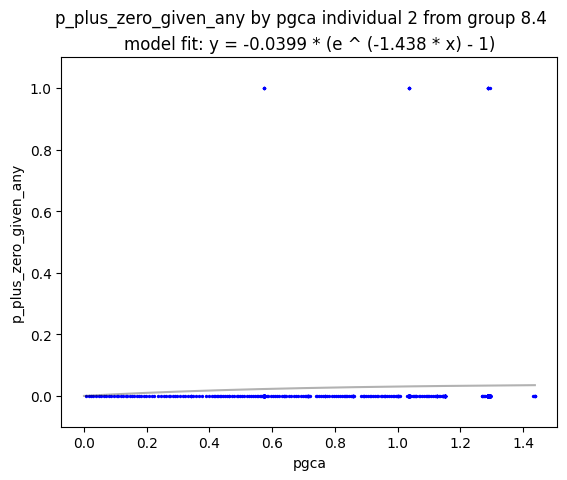 p_plus_zero_given_any by pgca individual 2 from group 8.4
model fit: y = -0.0399 * (e ^ (-1.438 * x) - 1)
1.0
0.8
0.6
0.4
0.2
0.0
p_plus_zero_given_any
0.0 0.2 0.4 0.6 0.8 1.0 1.2 1.4
pgca